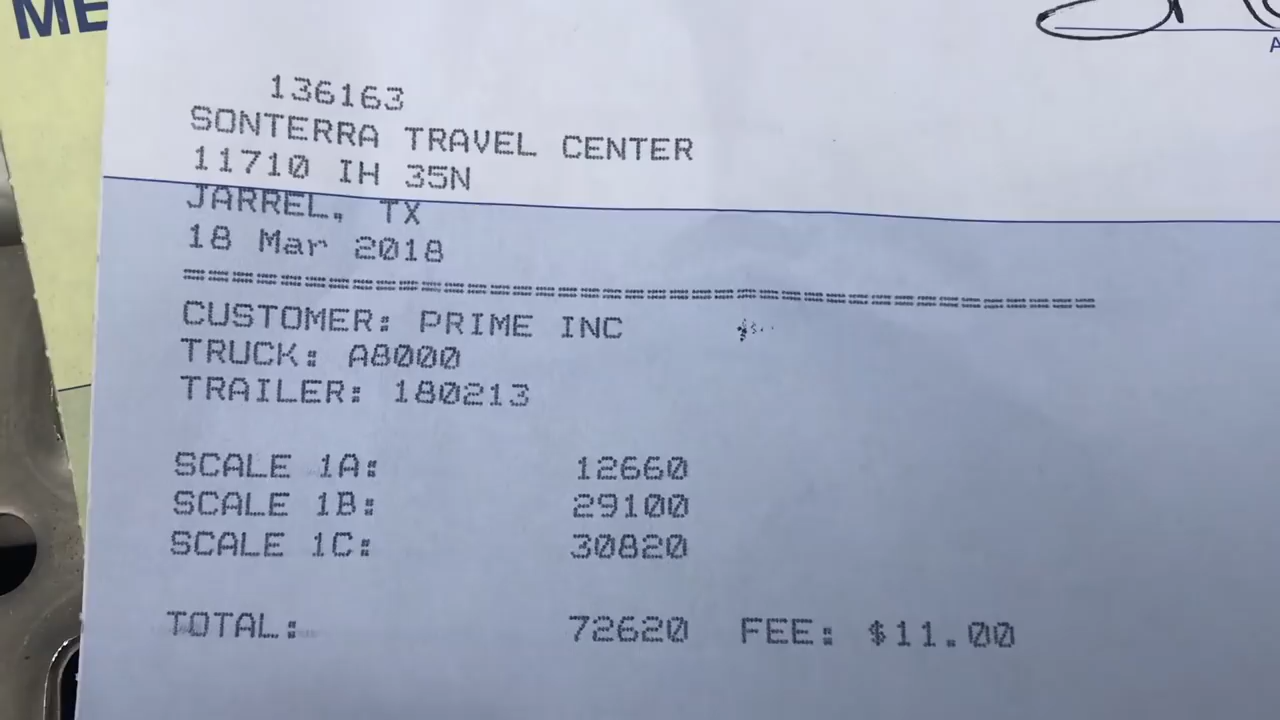 ME
136163
SONTERRA TRAVEL CENTER
11710 IH 35N
JARREL, TX
18 Mar 2018
==========================================
CUSTOMER: PRIME INC
TRUCK: A8000
TRAILER: 180213
SCALE 1A: 12660
SCALE 1B: 29100
SCALE 1C: 30820
TOTAL: 72620 FEE: $11.00